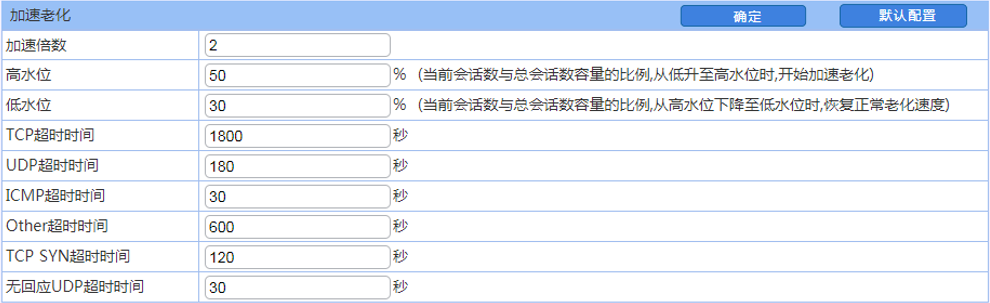 加速老化 确定 默认配置
加速倍数 2
高水位 50 % (当前会话数与总会话数容量的比例,从低升至高水位时,开始加速老化)
低水位 30 % (当前会话数与总会话数容量的比例,从高水位下降至低水位时,恢复正常老化速度)
TCP超时时间 1800 秒
UDP超时时间 180 秒
ICMP超时时间 30 秒
Other超时时间 600 秒
TCP SYN超时时间 120 秒
无回应UDP超时时间 30 秒